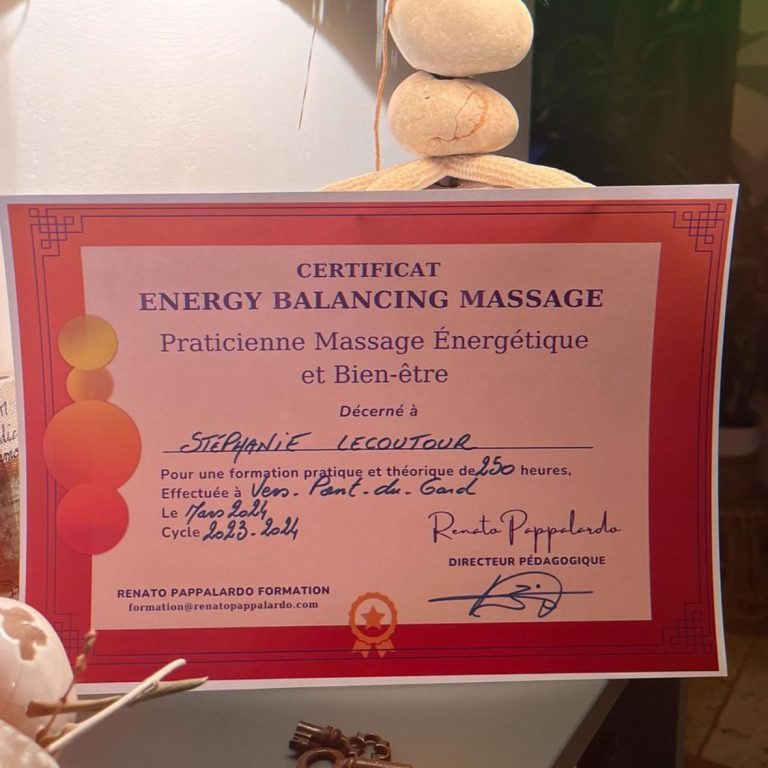 CERTIFICAT
ENERGY BALANCING MASSAGE
Praticienne Massage Énergétique
et Bien-être
Décerné à
STÉPHANIE LECOUTOUR
Pour une formation pratique et théorique de 250 heures,
Effectuée à Vers-Pont-du-Gard
Le Mars 2024
Cycle 2023-2024
Renato Pappalardo
DIRECTEUR PÉDAGOGIQUE
RENATO PAPPALARDO FORMATION
formation@renatopappalardo.com